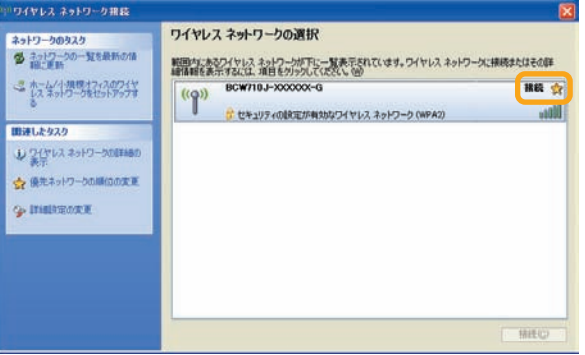 ワイヤレス ネットワーク接続
ネットワークのタスク
ネットワークの一覧を最新の情
報に更新
ホーム/小規模オフィスのワイヤ
レス ネットワークをセットアップす
る
関連したタスク
ワイヤレス ネットワークの詳細の
表示
優先ネットワークの順位の変更
詳細設定の変更
ワイヤレス ネットワークの選択
範囲内にあるワイヤレス ネットワークが下に一覧表示されています。ワイヤレス ネットワークに接続またはその詳
細情報を表示するには、項目をクリックしてください。(W)
BCW710J-XXXXXX-G
接続
セキュリティの設定が有効なワイヤレス ネットワーク (WPA2)
接続(C)